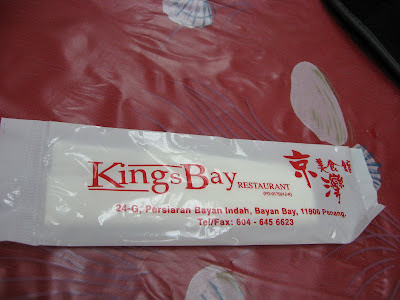 KingsBay RESTAURANT
京灣 美食館
24-G, Persiaran Bayan Indah, Bayan Bay, 11900 Penang.
Tel/Fax: 604 - 645 6623